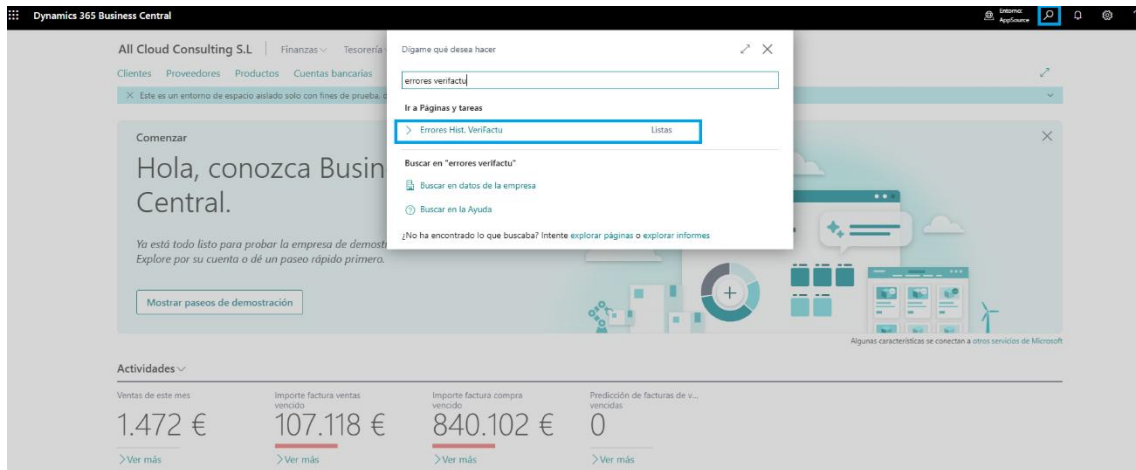 Dynamics 365 Business Central
Entorno:
AppSource
All Cloud Consulting S.L
Finanzas
Tesorería
Clientes
Proveedores
Productos
Cuentas bancarias
Este es un entorno de espacio aislado solo con fines de prueba,
Dígame qué desea hacer
errores verifactu
Ir a Páginas y tareas
Errores Hist. VeriFactu
Listas
Buscar en "errores verifactu"
Buscar en datos de la empresa
Buscar en la Ayuda
¿No ha encontrado lo que buscaba? Intente explorar páginas o explorar informes
Comenzar
Hola, conozca Busin
Central.
Ya está todo listo para probar la empresa de demost
Explore por su cuenta o dé un paseo rápido primero.
Mostrar paseos de demostración
Algunas características se conectan a otros servicios de Microsoft
Actividades
Ventas de este mes
1.472 €
>Ver más
Importe factura ventas
vencido
107.118 €
>Ver más
Importe factura compra
vencido
840.102 €
>Ver más
Predicción de facturas de v...
vencidas
0
>Ver más